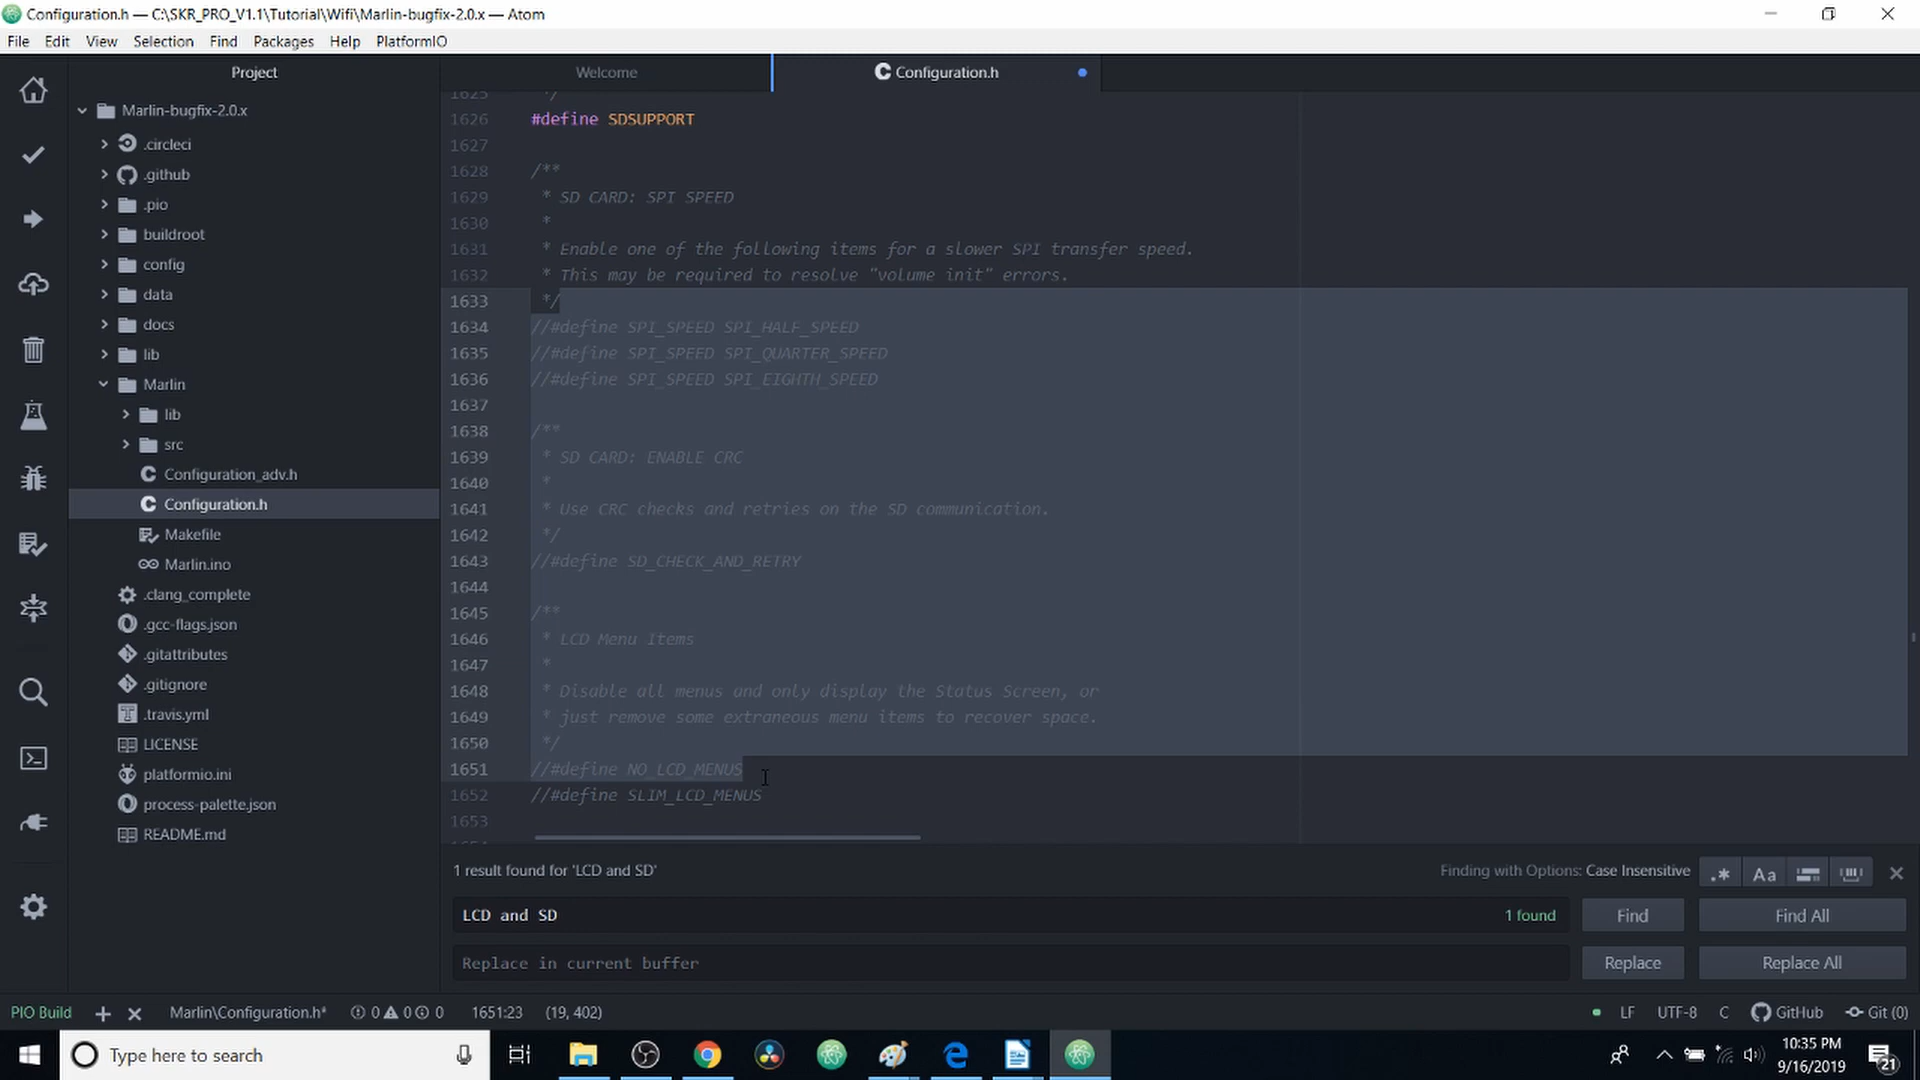 Configuration.h — C:\SKR_PRO_V1.1\Tutorial\Wifi\Marlin-bugfix-2.0.x — Atom
File Edit View Selection Find Packages Help PlatformIO
Project
Welcome
Configuration.h
Marlin-bugfix-2.0.x
.circleci
.github
.pio
buildroot
config
data
docs
lib
Marlin
lib
src
Configuration_adv.h
Configuration.h
Makefile
Marlin.ino
.clang_complete
.gcc-flags.json
.gitattributes
.gitignore
.travis.yml
LICENSE
platformio.ini
process-palette.json
README.md
1625 */
1626 #define SDSUPPORT
1627
1628 /**
1629 * SD CARD: SPI SPEED
1630 *
1631 * Enable one of the following items for a slower SPI transfer speed.
1632 * This may be required to resolve "volume init" errors.
1633 */
1634 //#define SPI_SPEED SPI_HALF_SPEED
1635 //#define SPI_SPEED SPI_QUARTER_SPEED
1636 //#define SPI_SPEED SPI_EIGHTH_SPEED
1637
1638 /**
1639 * SD CARD: ENABLE CRC
1640 *
1641 * Use CRC checks and retries on the SD communication.
1642 */
1643 //#define SD_CHECK_AND_RETRY
1644
1645 /**
1646 * LCD Menu Items
1647 *
1648 * Disable all menus and only display the Status Screen, or
1649 * just remove some extraneous menu items to recover space.
1650 */
1651 //#define NO_LCD_MENUS
1652 //#define SLIM_LCD_MENUS
1653
1 result found for 'LCD and SD'
Finding with Options: Case Insensitive
.* Aa
LCD and SD
1 found
Find
Find All
Replace in current buffer
Replace
Replace All
PIO Build + × Marlin\Configuration.h* 0 0 0 1651:23 (19, 402)
LF UTF-8 C GitHub Git (0)
Type here to search
10:35 PM
9/16/2019
21